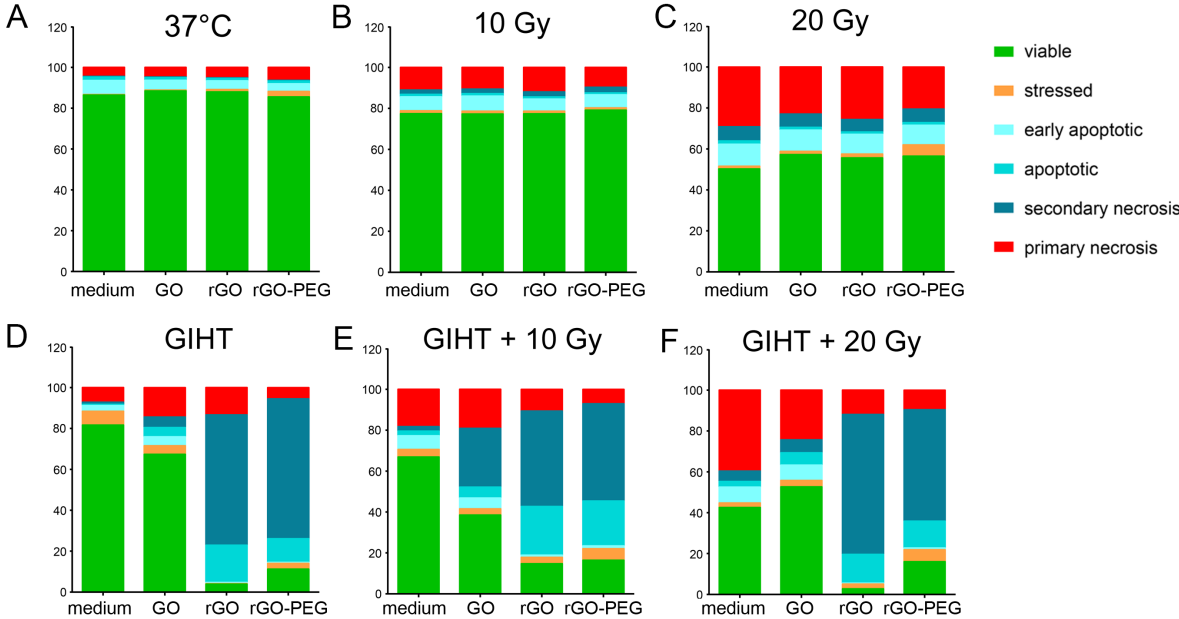 A 37°C
120
100
80
60
40
20
0
medium GO rGO rGO-PEG
B 10 Gy
120
100
80
60
40
20
0
medium GO rGO rGO-PEG
C 20 Gy
120
100
80
60
40
20
0
medium GO rGO rGO-PEG
viable
stressed
early apoptotic
apoptotic
secondary necrosis
primary necrosis
D GIHT
120
100
80
60
40
20
0
medium GO rGO rGO-PEG
E GIHT + 10 Gy
120
100
80
60
40
20
0
medium GO rGO rGO-PEG
F GIHT + 20 Gy
120
100
80
60
40
20
0
medium GO rGO rGO-PEG